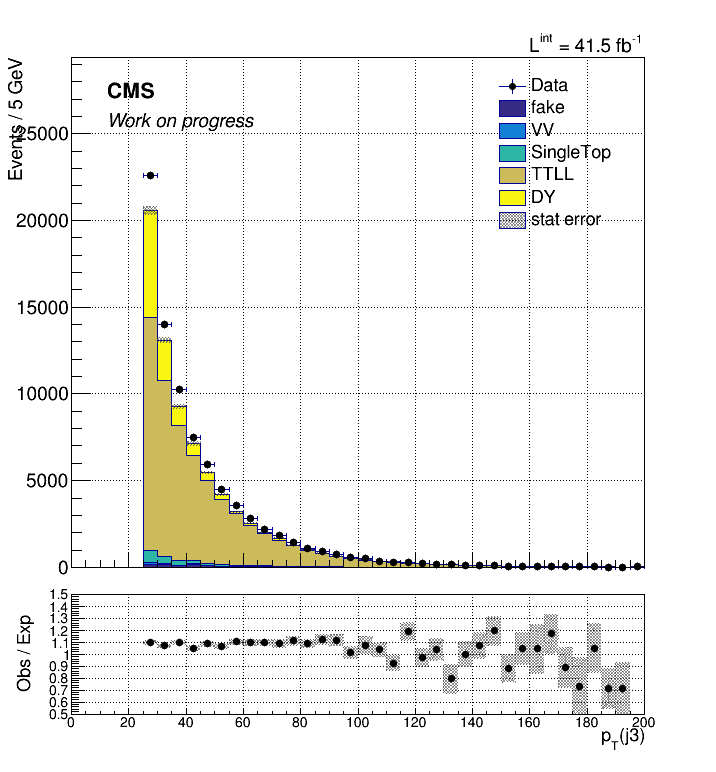 L^int = 41.5 fb^-1
Events / 5 GeV
CMS
Work on progress
Data
fake
VV
SingleTop
TTLL
DY
stat error
25000
20000
15000
10000
5000
0
Obs / Exp
1.5
1.4
1.3
1.2
1.1
1
0.9
0.8
0.7
0.6
0.5
0 20 40 60 80 100 120 140 160 180 200
p_T(j3)